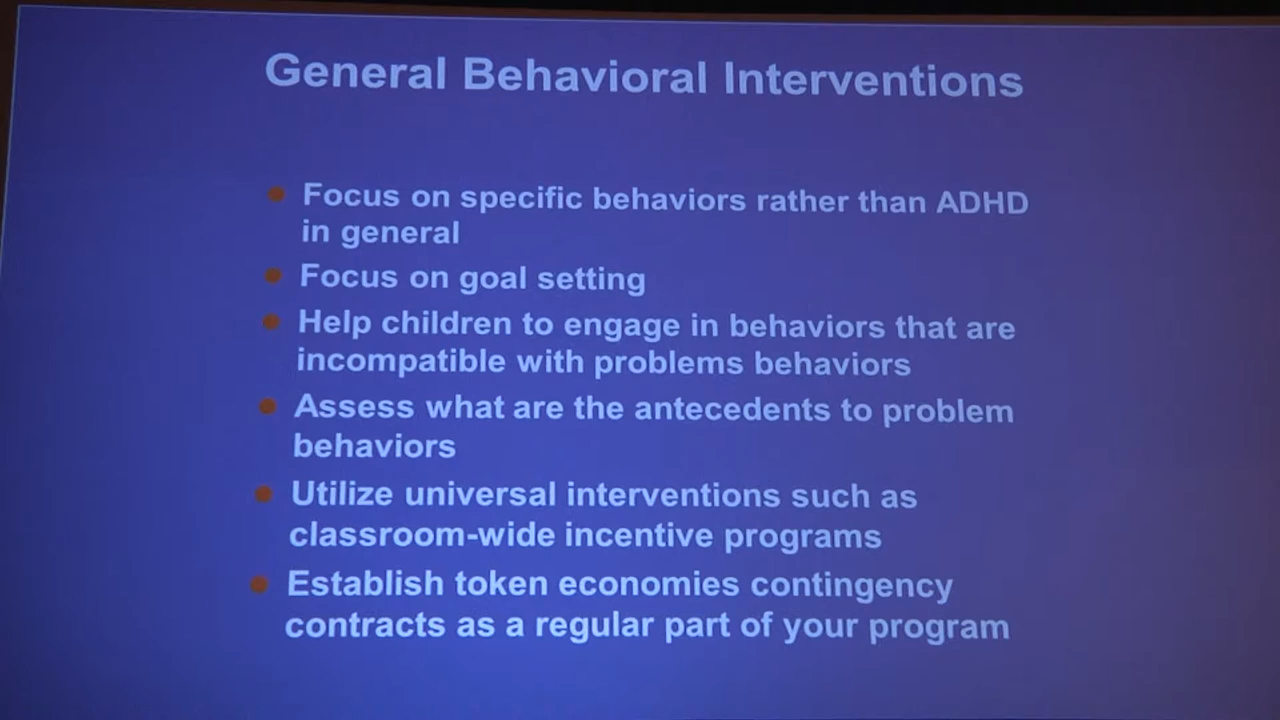 General Behavioral Interventions
Focus on specific behaviors rather than ADHD
in general
Focus on goal setting
Help children to engage in behaviors that are
incompatible with problems behaviors
Assess what are the antecedents to problem
behaviors
Utilize universal interventions such as
classroom-wide incentive programs
Establish token economies contingency
contracts as a regular part of your program